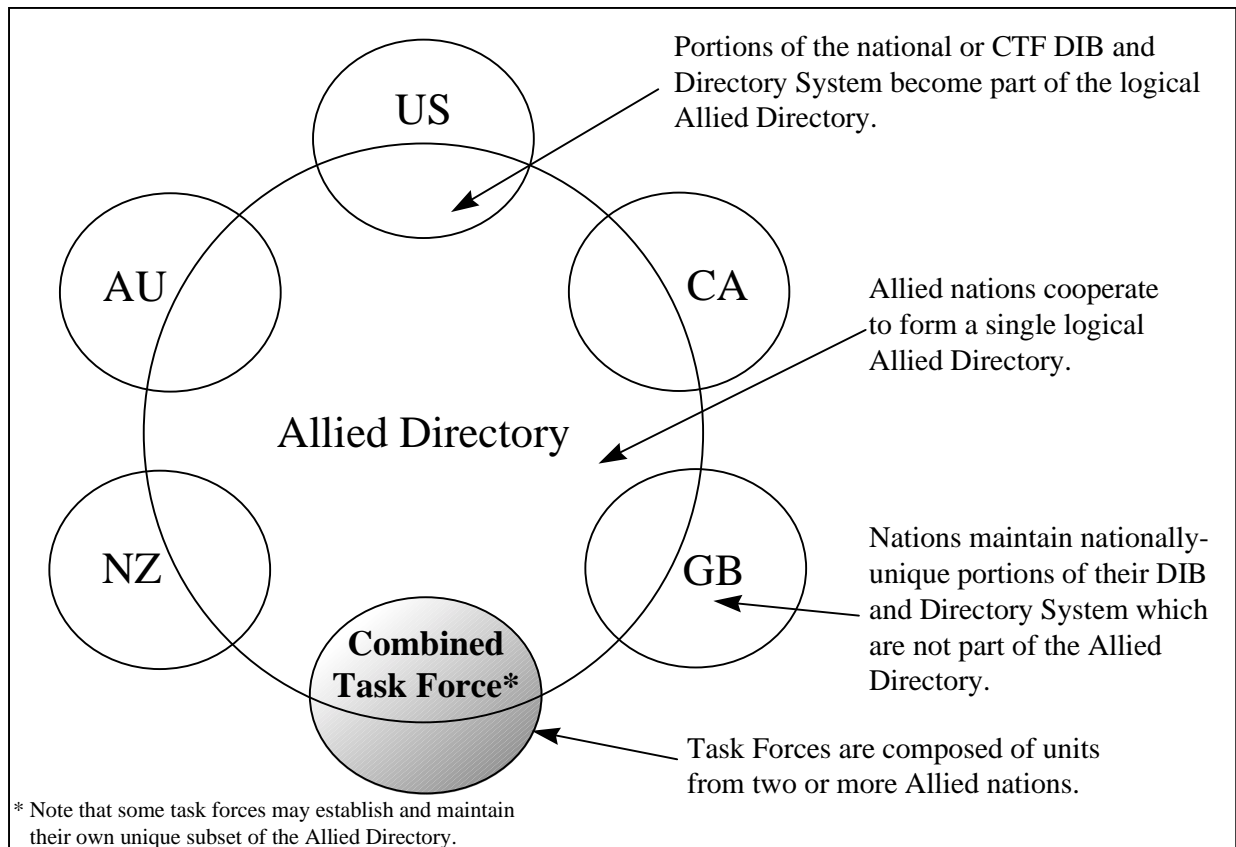 Portions of the national or CTF DIB and
Directory System become part of the logical
Allied Directory.
US
AU
CA
Allied nations cooperate
to form a single logical
Allied Directory.
Allied Directory
NZ
GB
Nations maintain nationally-
unique portions of their DIB
and Directory System which
are not part of the Allied
Directory.
Combined
Task Force*
Task Forces are composed of units
from two or more Allied nations.
* Note that some task forces may establish and maintain
their own unique subset of the Allied Directory.